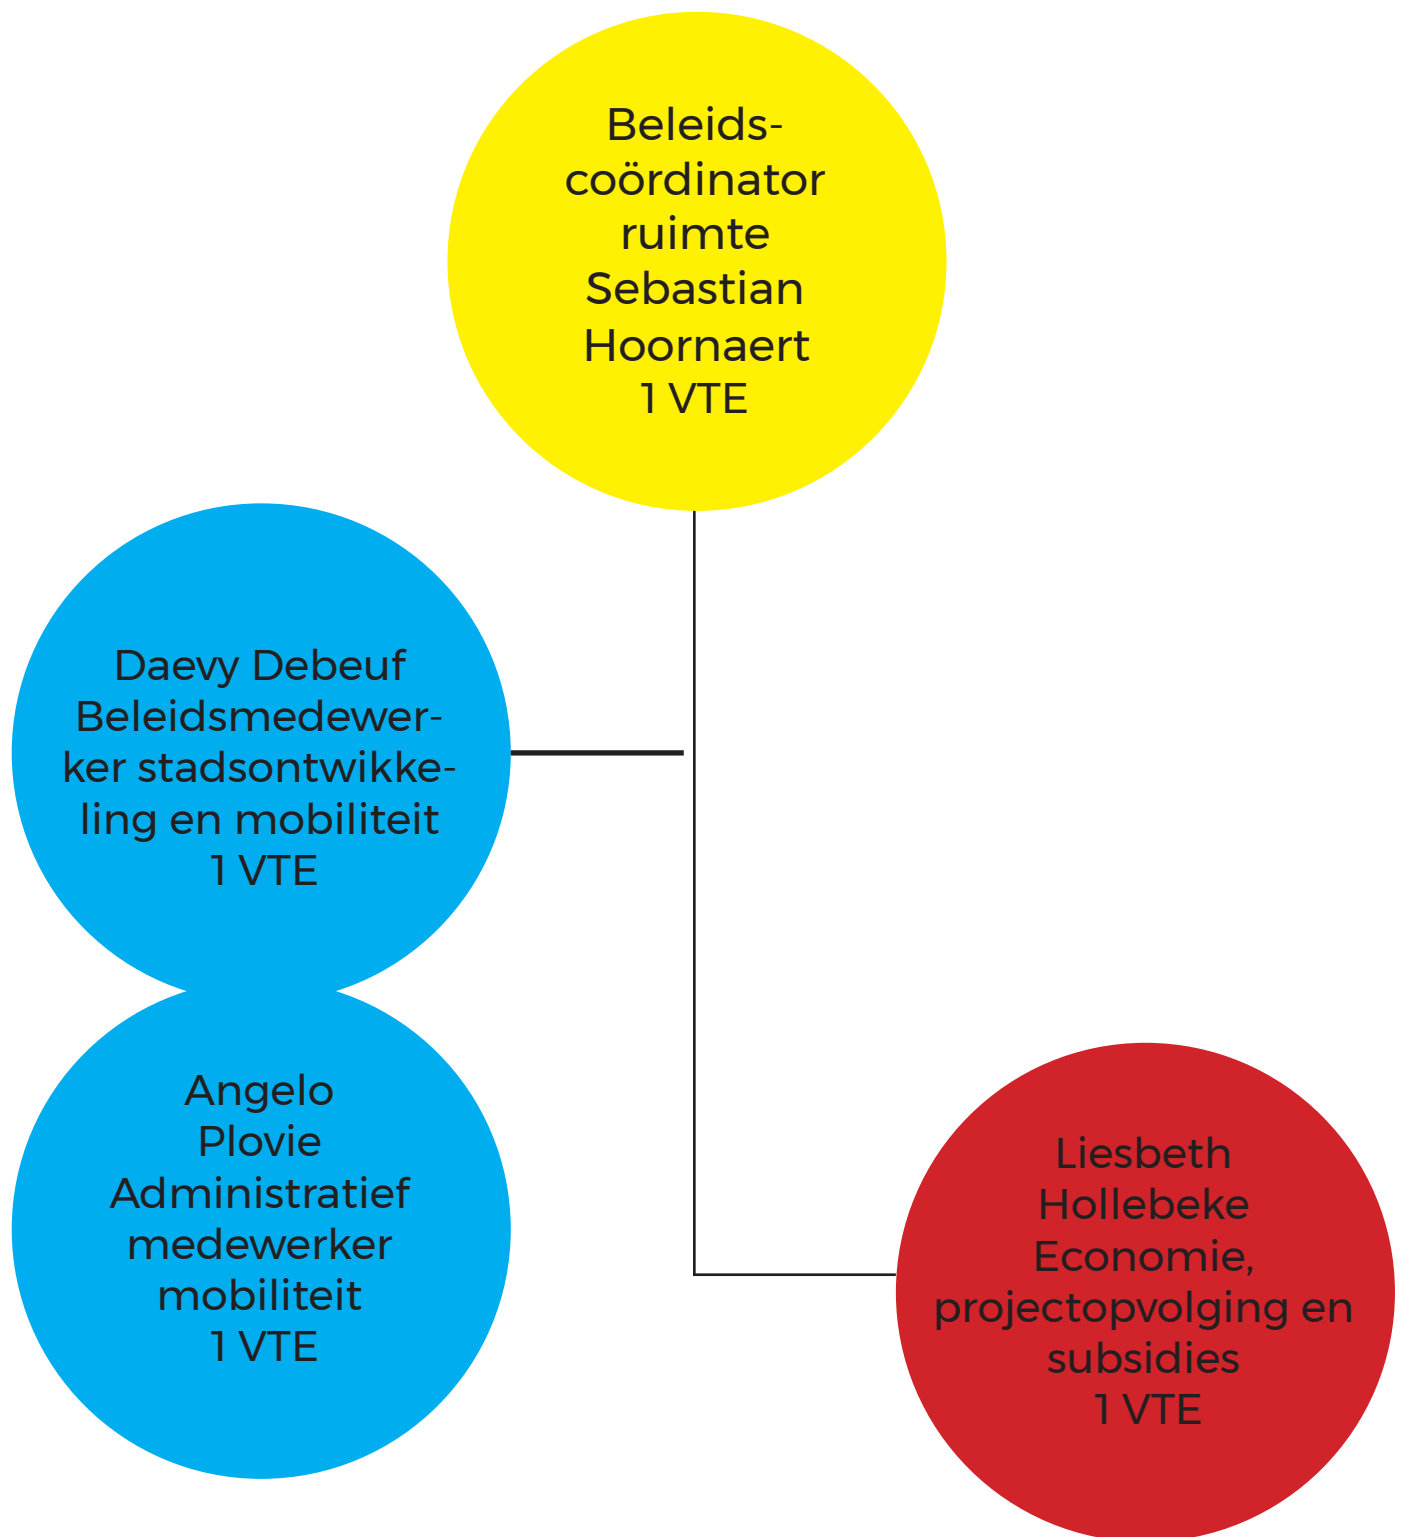 Beleids-
coördinator
ruimte
Sebastian
Hoornaert
1 VTE
Daevy Debeuf
Beleidsmedewer-
ker stadsontwikke-
ling en mobiliteit
1 VTE
Angelo
Plovie
Administratief
medewerker
mobiliteit
1 VTE
Liesbeth
Hollebeke
Economie,
projectopvolging en
subsidies
1 VTE